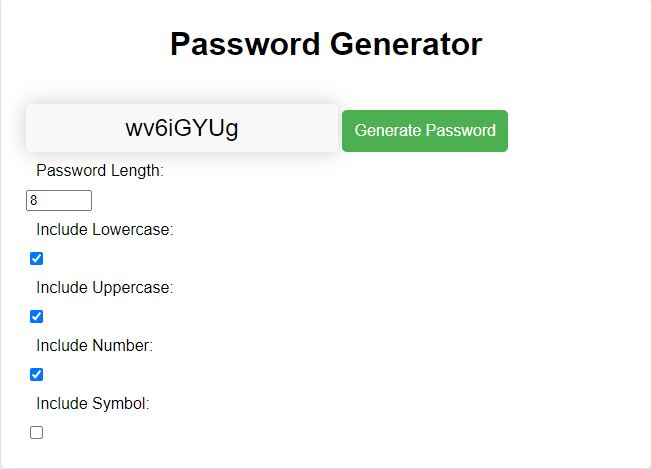 Password Generator
wv6iGYUg Generate Password
Password Length:
8
Include Lowercase:
Include Uppercase:
Include Number:
Include Symbol: